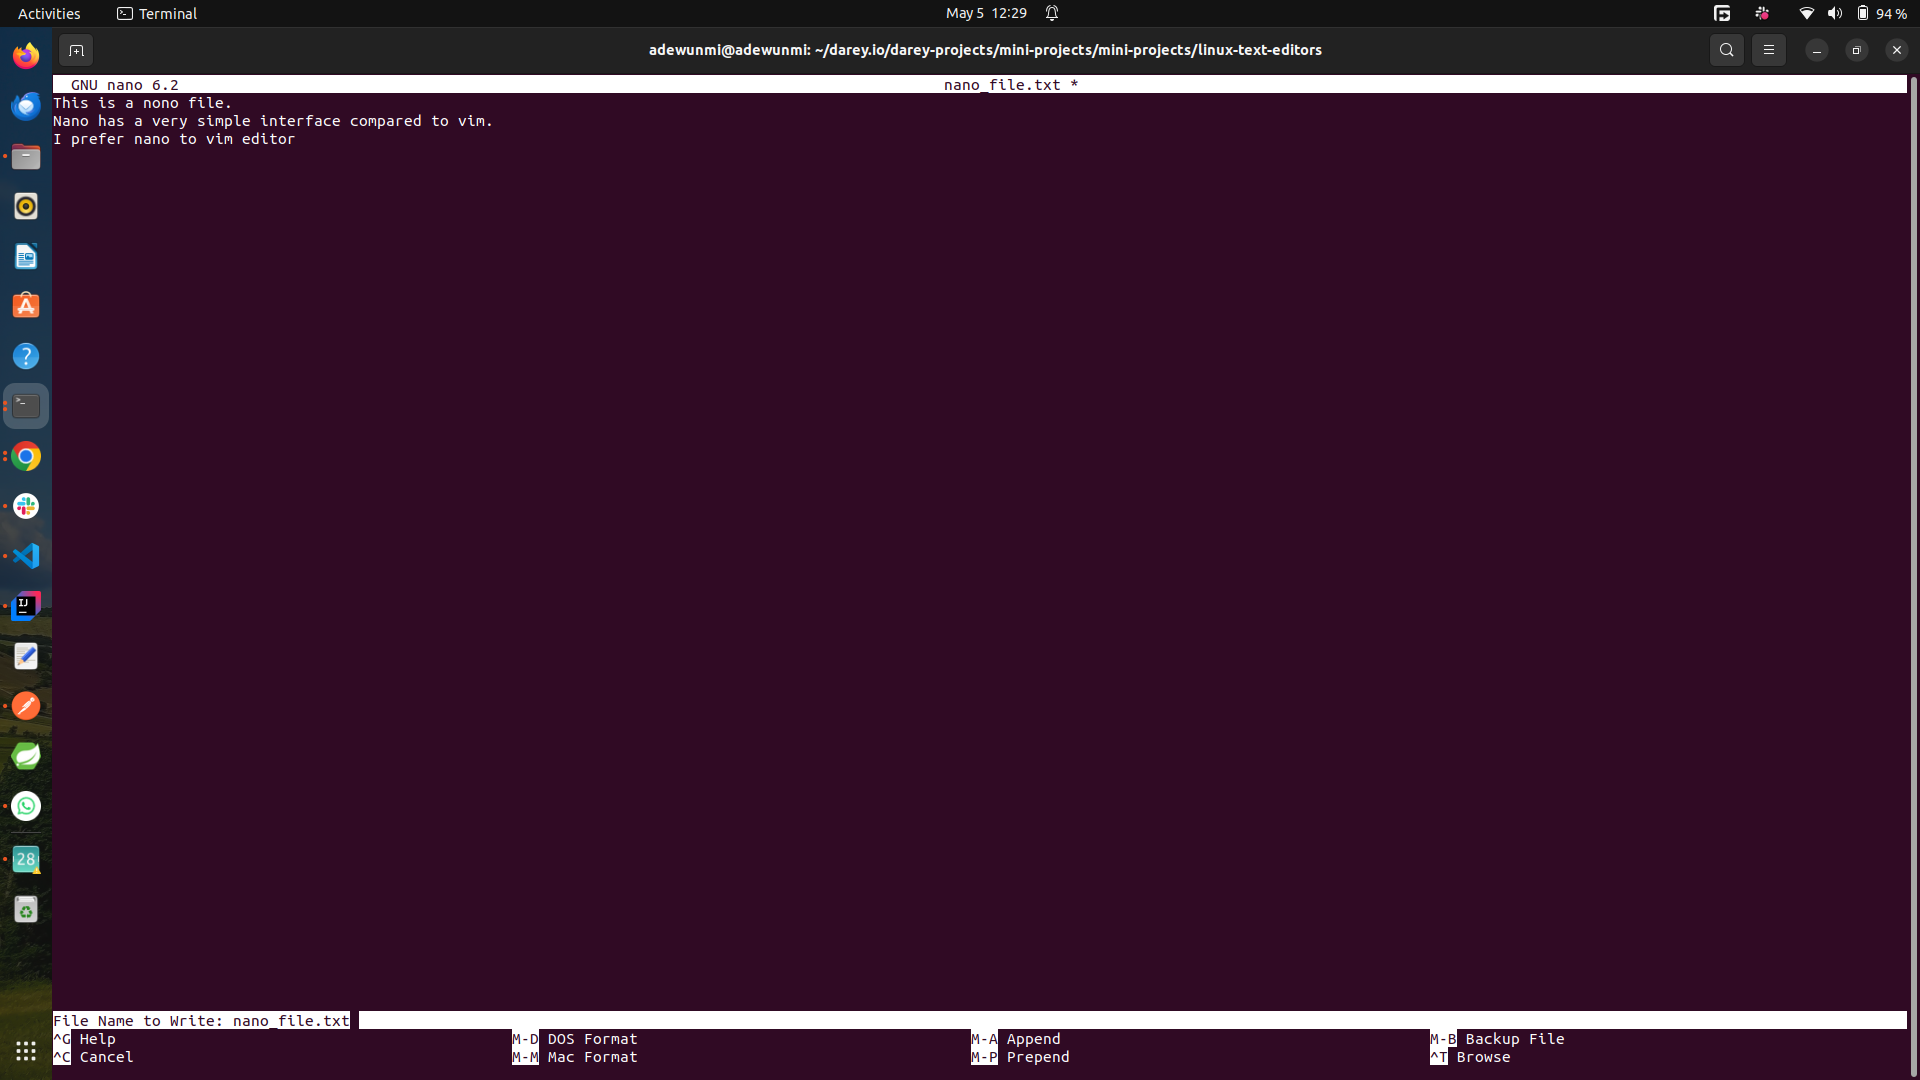 Activities Terminal May 5 12:29 94 %
adewunmi@adewunmi: ~/darey.io/darey-projects/mini-projects/mini-projects/linux-text-editors
GNU nano 6.2 nano_file.txt *
This is a nono file.
Nano has a very simple interface compared to vim.
I prefer nano to vim editor
IJ
28
File Name to Write: nano_file.txt
^G Help M-D DOS Format M-A Append M-B Backup File
^C Cancel M-M Mac Format M-P Prepend ^T Browse